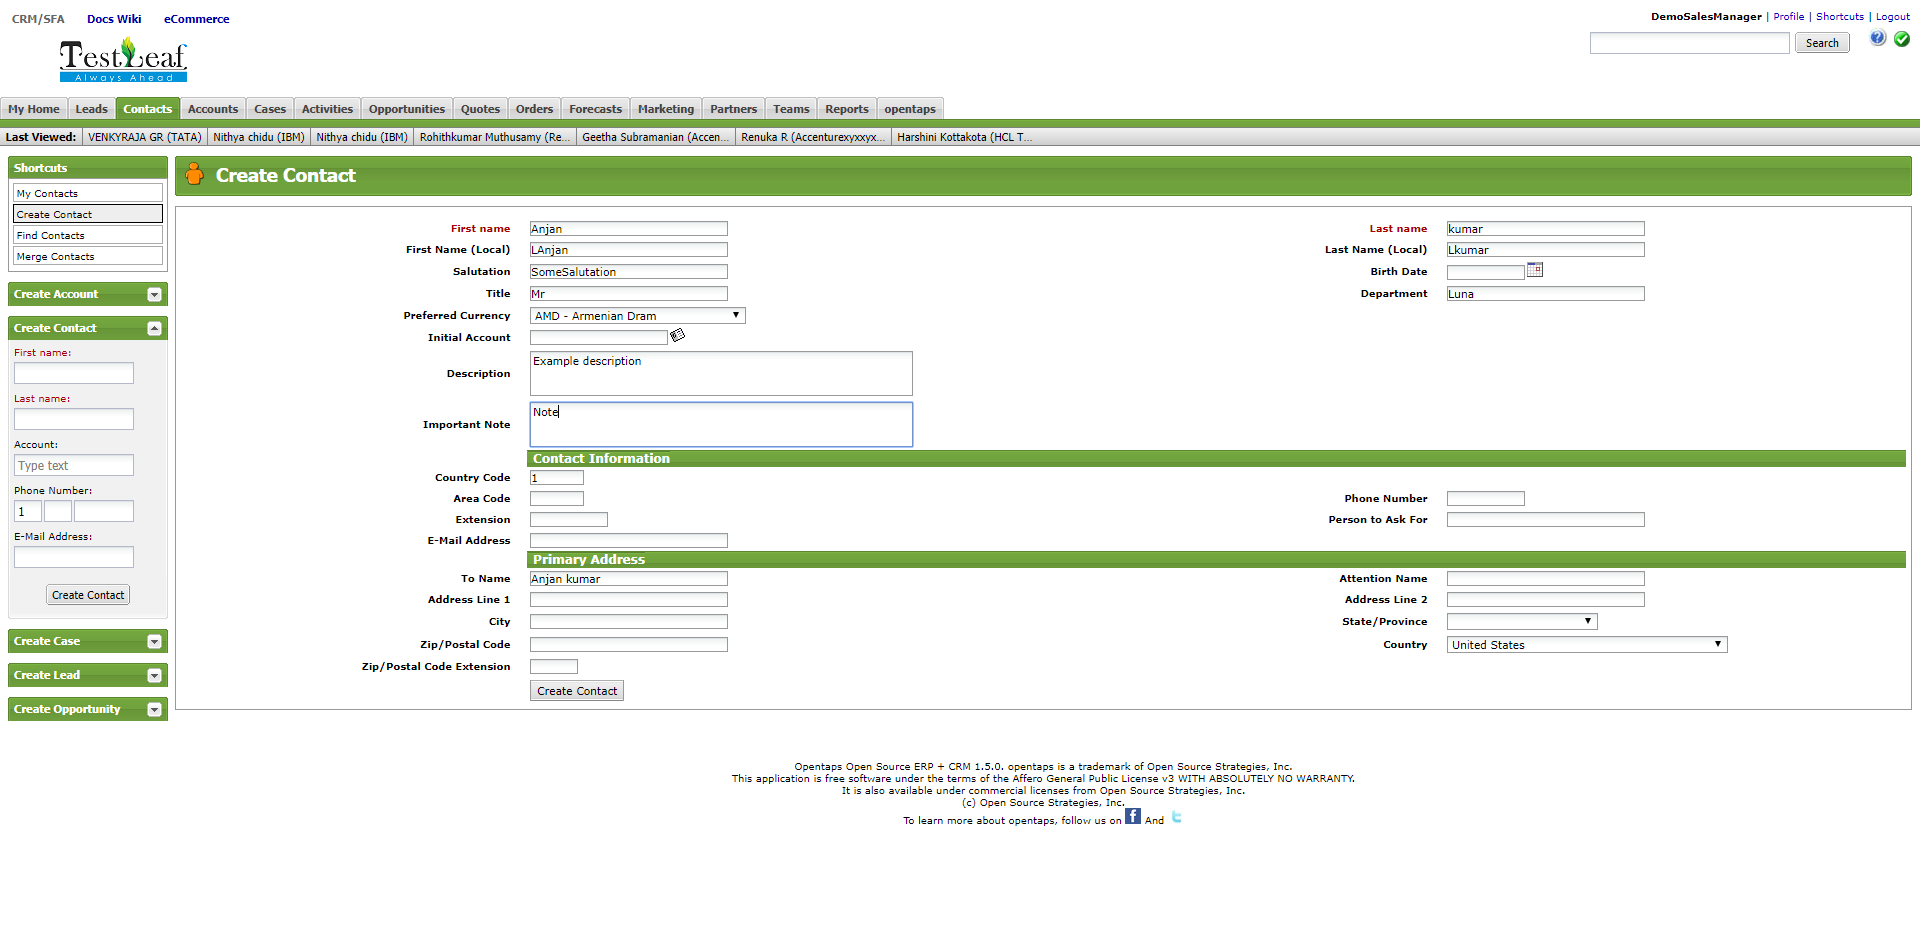 CRM/SFA Docs Wiki eCommerce
DemoSalesManager | Profile | Shortcuts | Logout
Search
TestLeaf
Always Ahead
My Home Leads Contacts Accounts Cases Activities Opportunities Quotes Orders Forecasts Marketing Partners Teams Reports opentaps
Last Viewed: VENKYRAJA GR (TATA) Nithya chidu (IBM) Nithya chidu (IBM) Rohithkumar Muthusamy (Re... Geetha Subramanian (Accen... Renuka R (Accenturexyxxyx... Harshini Kottakota (HCL T...
Shortcuts
My Contacts
Create Contact
Find Contacts
Merge Contacts
Create Account
Create Contact
First name:
Last name:
Account:
Type text
Phone Number:
1
E-Mail Address:
Create Contact
Create Case
Create Lead
Create Opportunity
Create Contact
First name Anjan Last name kumar
First Name (Local) LAnjan Last Name (Local) Lkumar
Salutation SomeSalutation Birth Date
Title Mr Department Luna
Preferred Currency AMD - Armenian Dram
Initial Account
Description Example description
Important Note Note
Contact Information
Country Code 1
Area Code Phone Number
Extension Person to Ask For
E-Mail Address
Primary Address
To Name Anjan kumar Attention Name
Address Line 1 Address Line 2
City State/Province
Zip/Postal Code Country United States
Zip/Postal Code Extension
Create Contact
Opentaps Open Source ERP + CRM 1.5.0. opentaps is a trademark of Open Source Strategies, Inc.
This application is free software under the terms of the Affero General Public License v3 WITH ABSOLUTELY NO WARRANTY.
It is also available under commercial licenses from Open Source Strategies, Inc.
(c) Open Source Strategies, Inc.
To learn more about opentaps, follow us on f And t